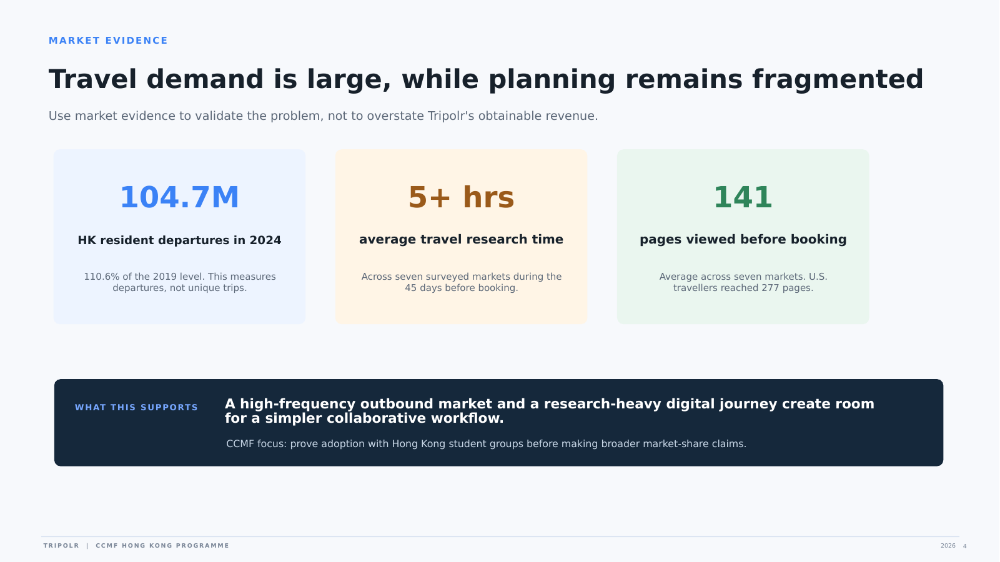 MARKET EVIDENCE
Travel demand is large, while planning remains fragmented
Use market evidence to validate the problem, not to overstate Tripolr's obtainable revenue.
104.7M
HK resident departures in 2024
110.6% of the 2019 level. This measures
departures, not unique trips.
5+ hrs
average travel research time
Across seven surveyed markets during the
45 days before booking.
141
pages viewed before booking
Average across seven markets. U.S.
travellers reached 277 pages.
WHAT THIS SUPPORTS
A high-frequency outbound market and a research-heavy digital journey create room
for a simpler collaborative workflow.
CCMF focus: prove adoption with Hong Kong student groups before making broader market-share claims.
TRIPOLR | CCMF HONG KONG PROGRAMME
2026 4